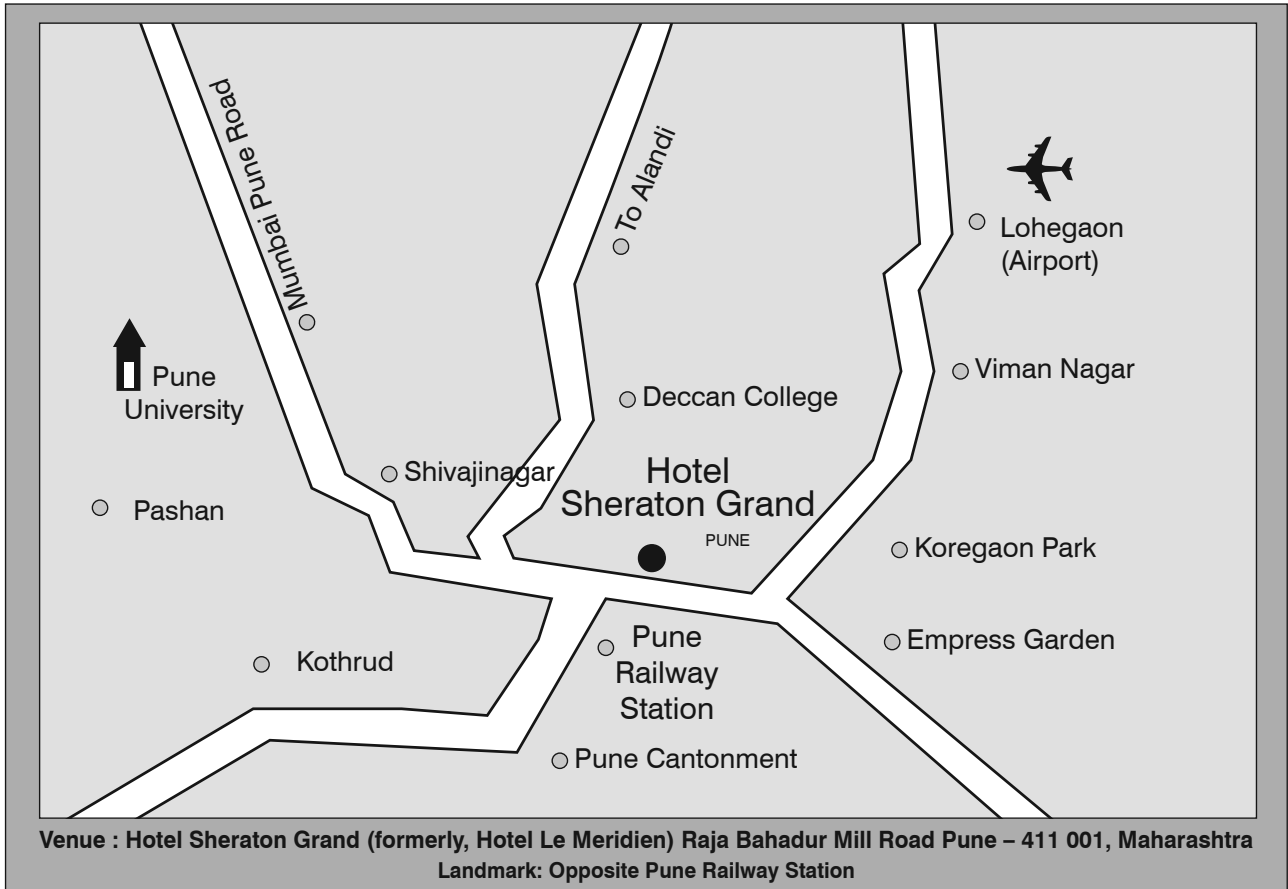 Mumbai Pune Road
To Alandi
Lohegaon
(Airport)
Pune
University
Viman Nagar
Deccan College
Shivajinagar
Hotel
Sheraton Grand
PUNE
Pashan
Koregaon Park
Empress Garden
Kothrud
Pune
Railway
Station
Pune Cantonment
Venue : Hotel Sheraton Grand (formerly, Hotel Le Meridien) Raja Bahadur Mill Road Pune – 411 001, Maharashtra
Landmark: Opposite Pune Railway Station